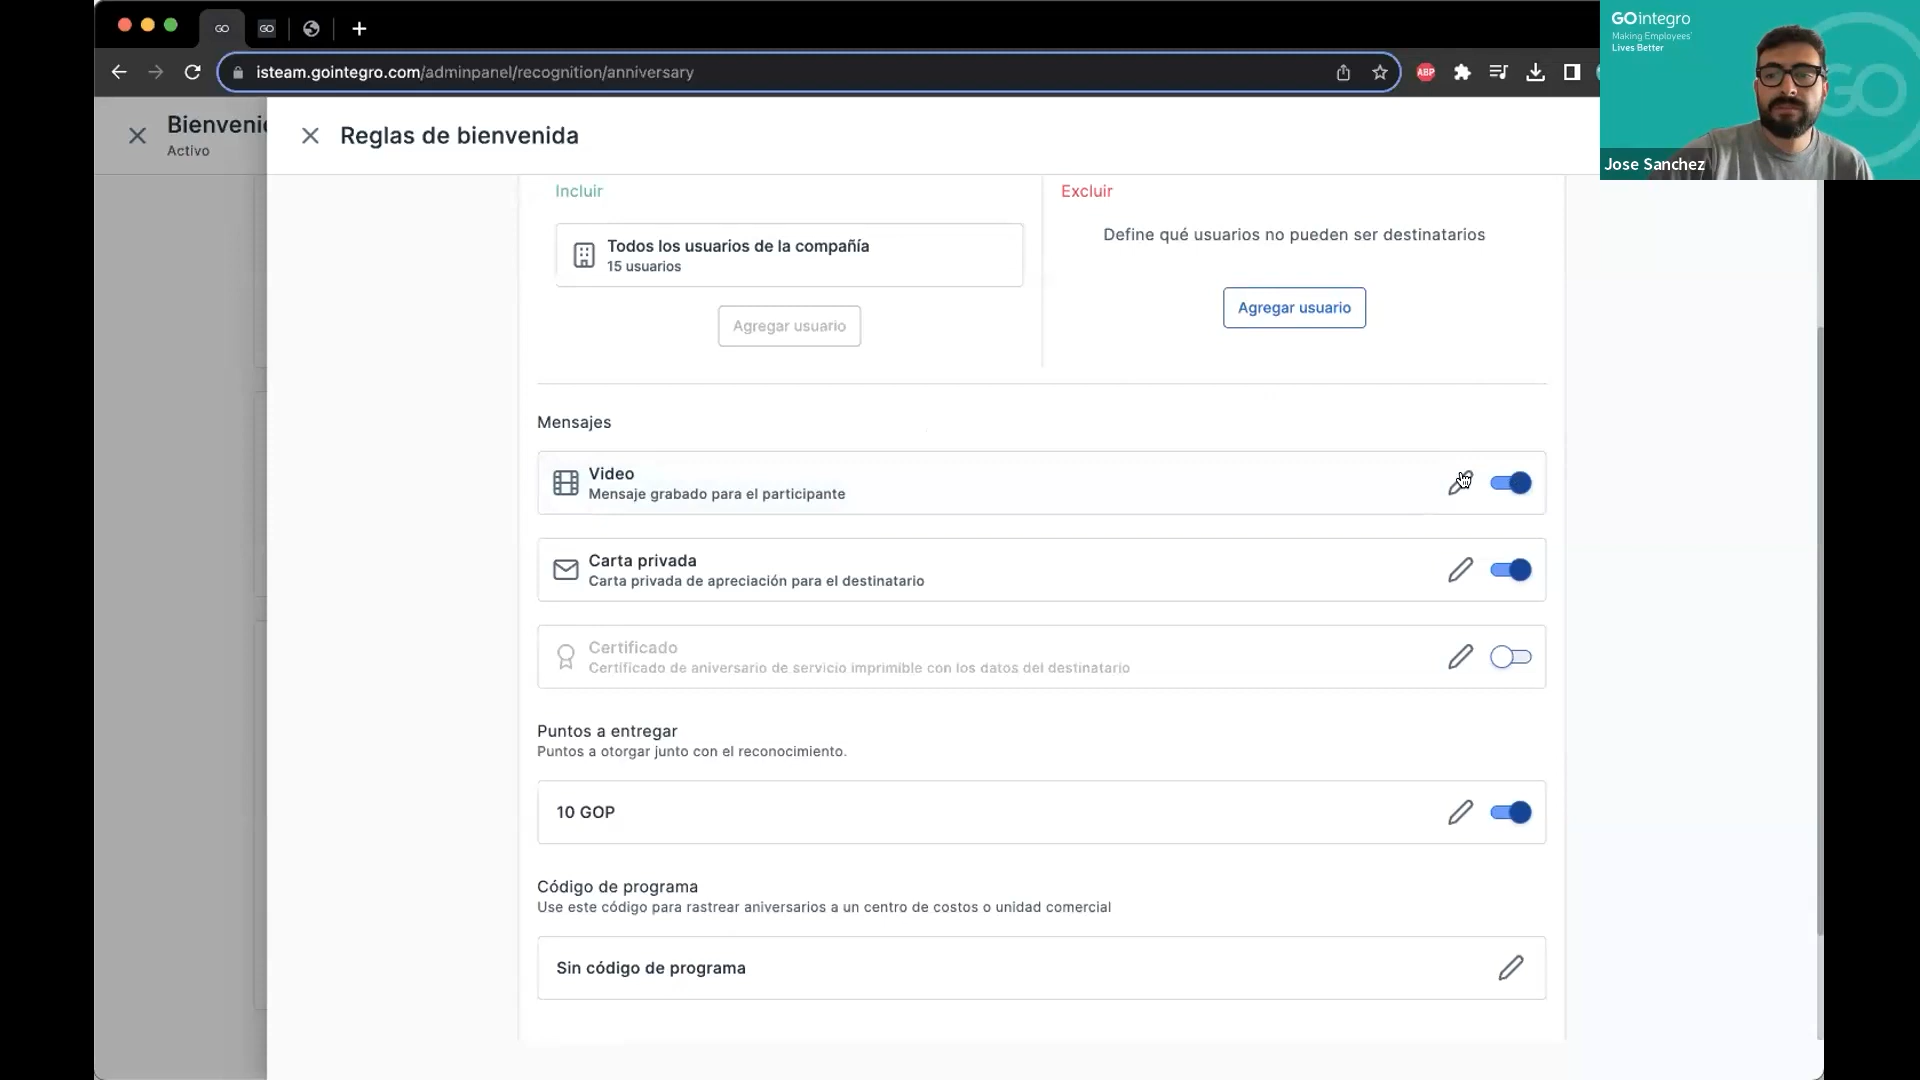 GO
GO
isteam.gointegro.com/adminpanel/recognition/anniversary
ABP
GOintegro
Making Employees'
Lives Better
GO
Jose Sanchez
Activo
Reglas de bienvenida
Incluir
Excluir
Todos los usuarios de la compañía
15 usuarios
Define qué usuarios no pueden ser destinatarios
Agregar usuario
Agregar usuario
Mensajes
Video
Mensaje grabado para el participante
Carta privada
Carta privada de apreciación para el destinatario
Certificado
Certificado de aniversario de servicio imprimible con los datos del destinatario
Puntos a entregar
Puntos a otorgar junto con el reconocimiento.
10 GOP
Código de programa
Use este código para rastrear aniversarios a un centro de costos o unidad comercial
Sin código de programa